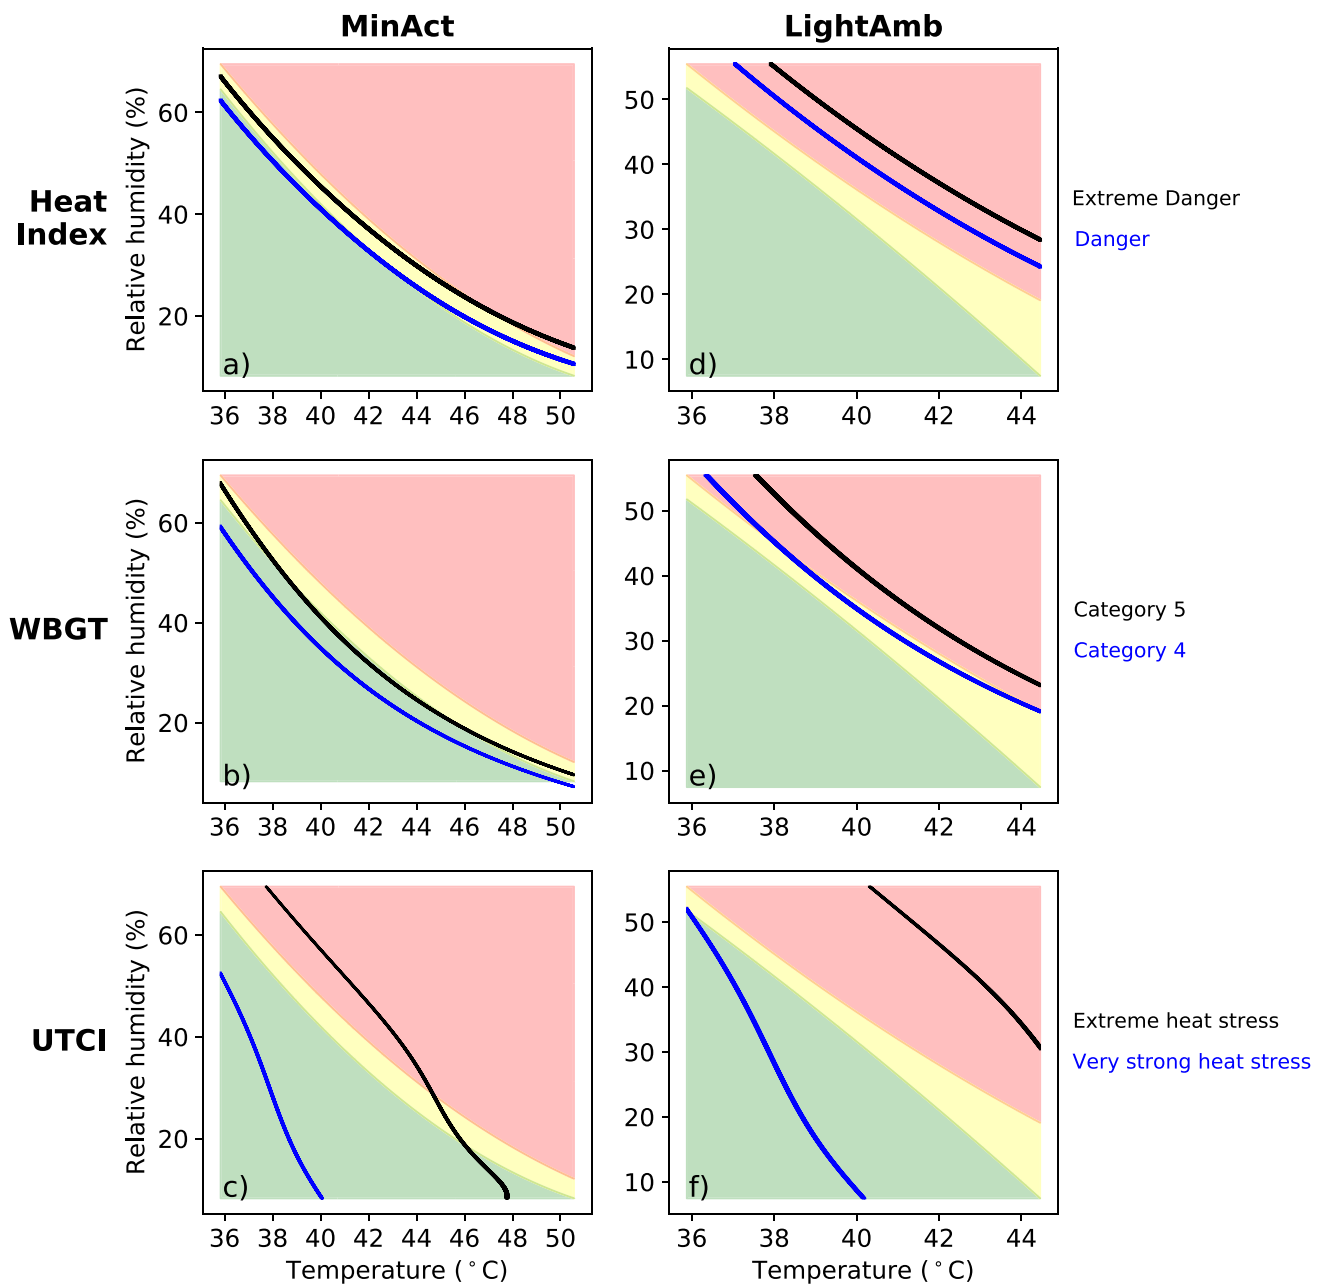 MinAct
LightAmb
Heat
Index
Relative humidity (%)
60
40
20
a)
36 38 40 42 44 46 48 50
50
40
30
20
10
d)
36 38 40 42 44
Extreme Danger
Danger
WBGT
Relative humidity (%)
60
40
20
b)
36 38 40 42 44 46 48 50
50
40
30
20
10
e)
36 38 40 42 44
Category 5
Category 4
UTCI
Relative humidity (%)
60
40
20
c)
36 38 40 42 44 46 48 50
Temperature (°C)
50
40
30
20
10
f)
36 38 40 42 44
Temperature (°C)
Extreme heat stress
Very strong heat stress